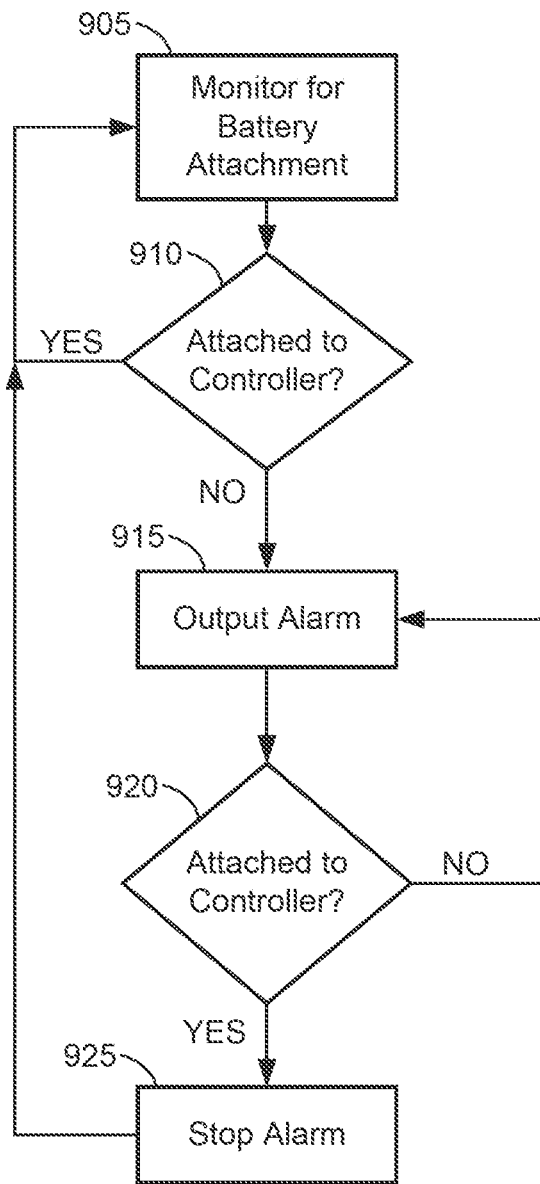 905
Monitor for
Battery
Attachment
910
YES
Attached to
Controller?
NO
915
Output Alarm
920
Attached to
Controller?
NO
YES
925
Stop Alarm